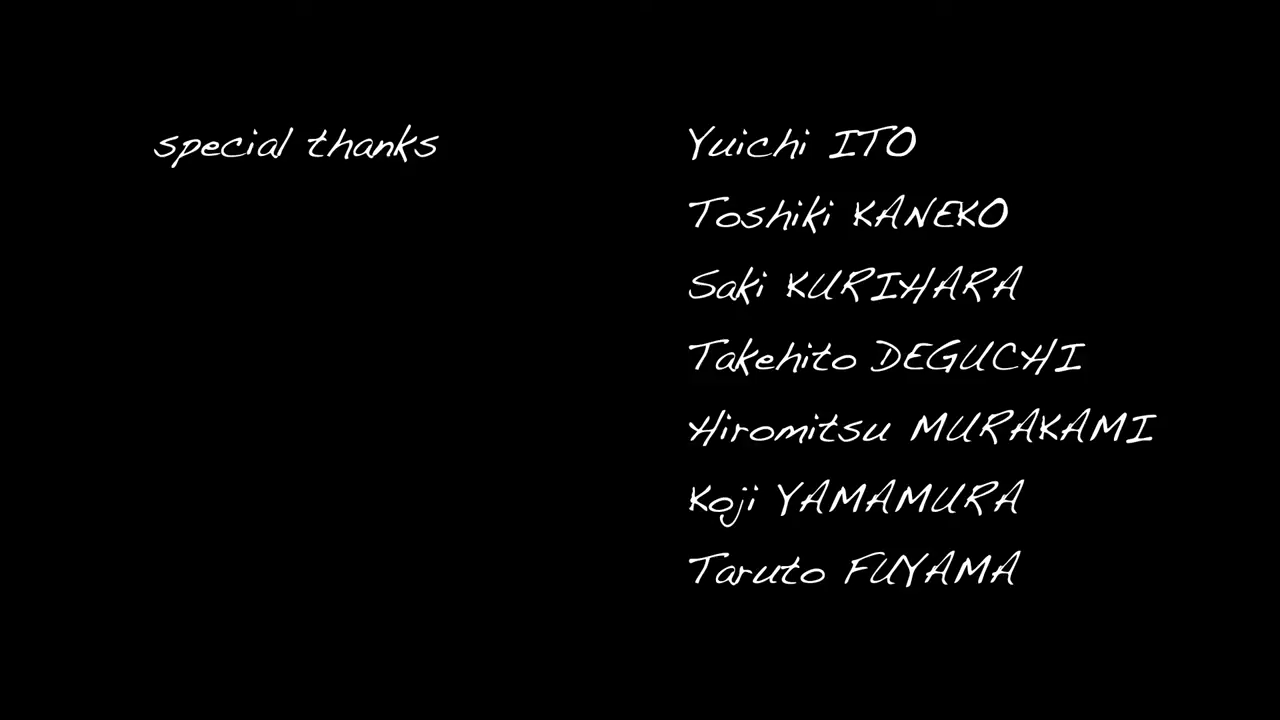 special thanks Yuichi ITO
Toshiki KANEKO
Saki KURIHARA
Takehito DEGUCHI
Hiromitsu MURAKAMI
Koji YAMAMURA
Taruto FUYAMA